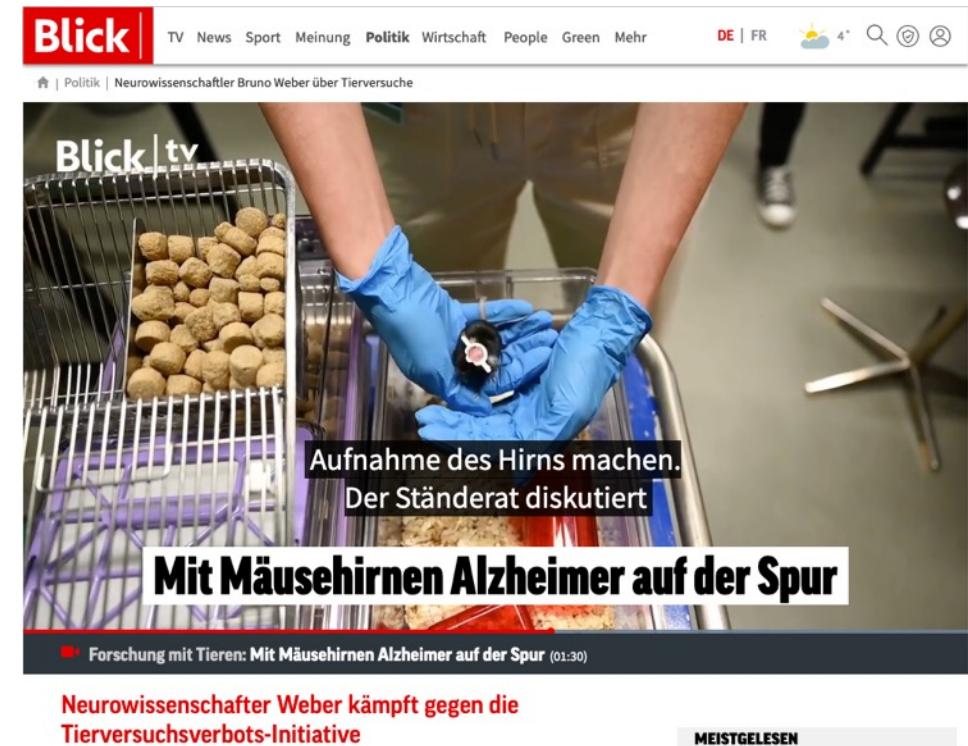 Blick
TV News Sport Meinung Politik Wirtschaft People Green Mehr DE | FR 4°
| Politik | Neurowissenschaftler Bruno Weber über Tierversuche
Blick tv
Aufnahme des Hirns machen.
Der Ständerat diskutiert
Mit Mäusehirnen Alzheimer auf der Spur
Forschung mit Tieren: Mit Mäusehirnen Alzheimer auf der Spur (01:30)
Neurowissenschafter Weber kämpft gegen die
Tierversuchsverbots-Initiative
MEISTGELESEN